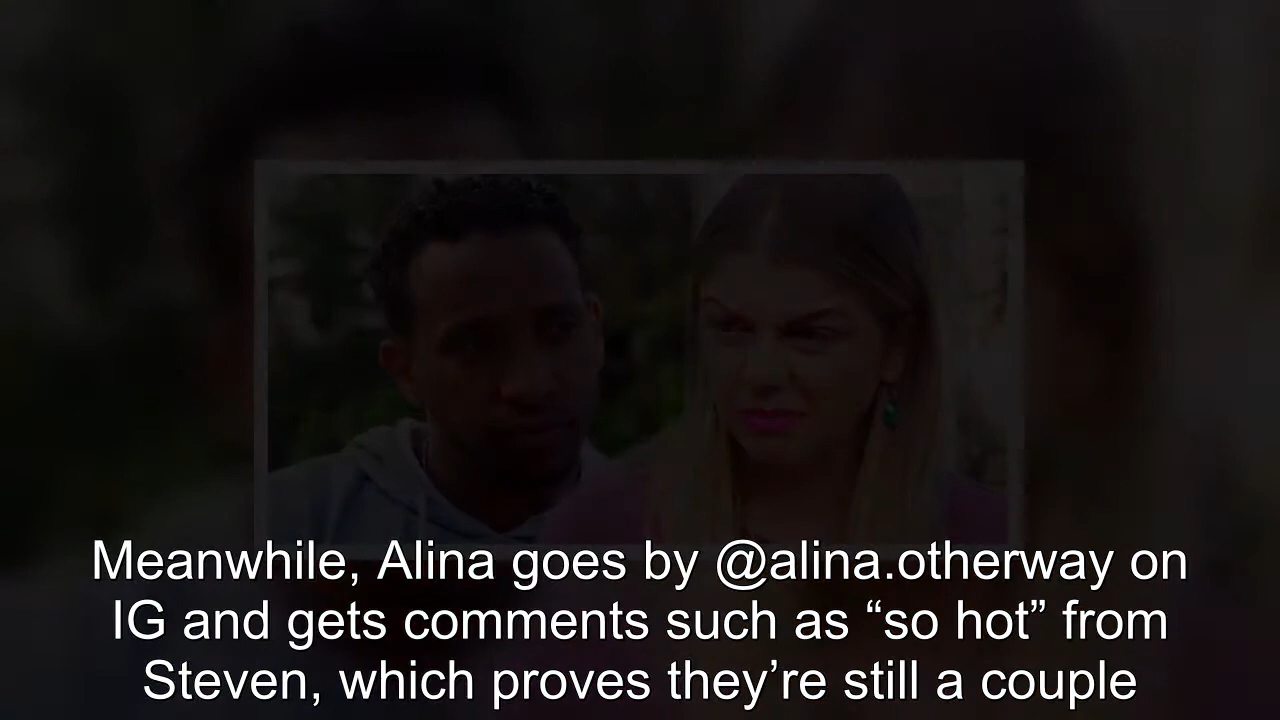 Meanwhile, Alina goes by @alina.otherway on
IG and gets comments such as “so hot” from
Steven, which proves they’re still a couple